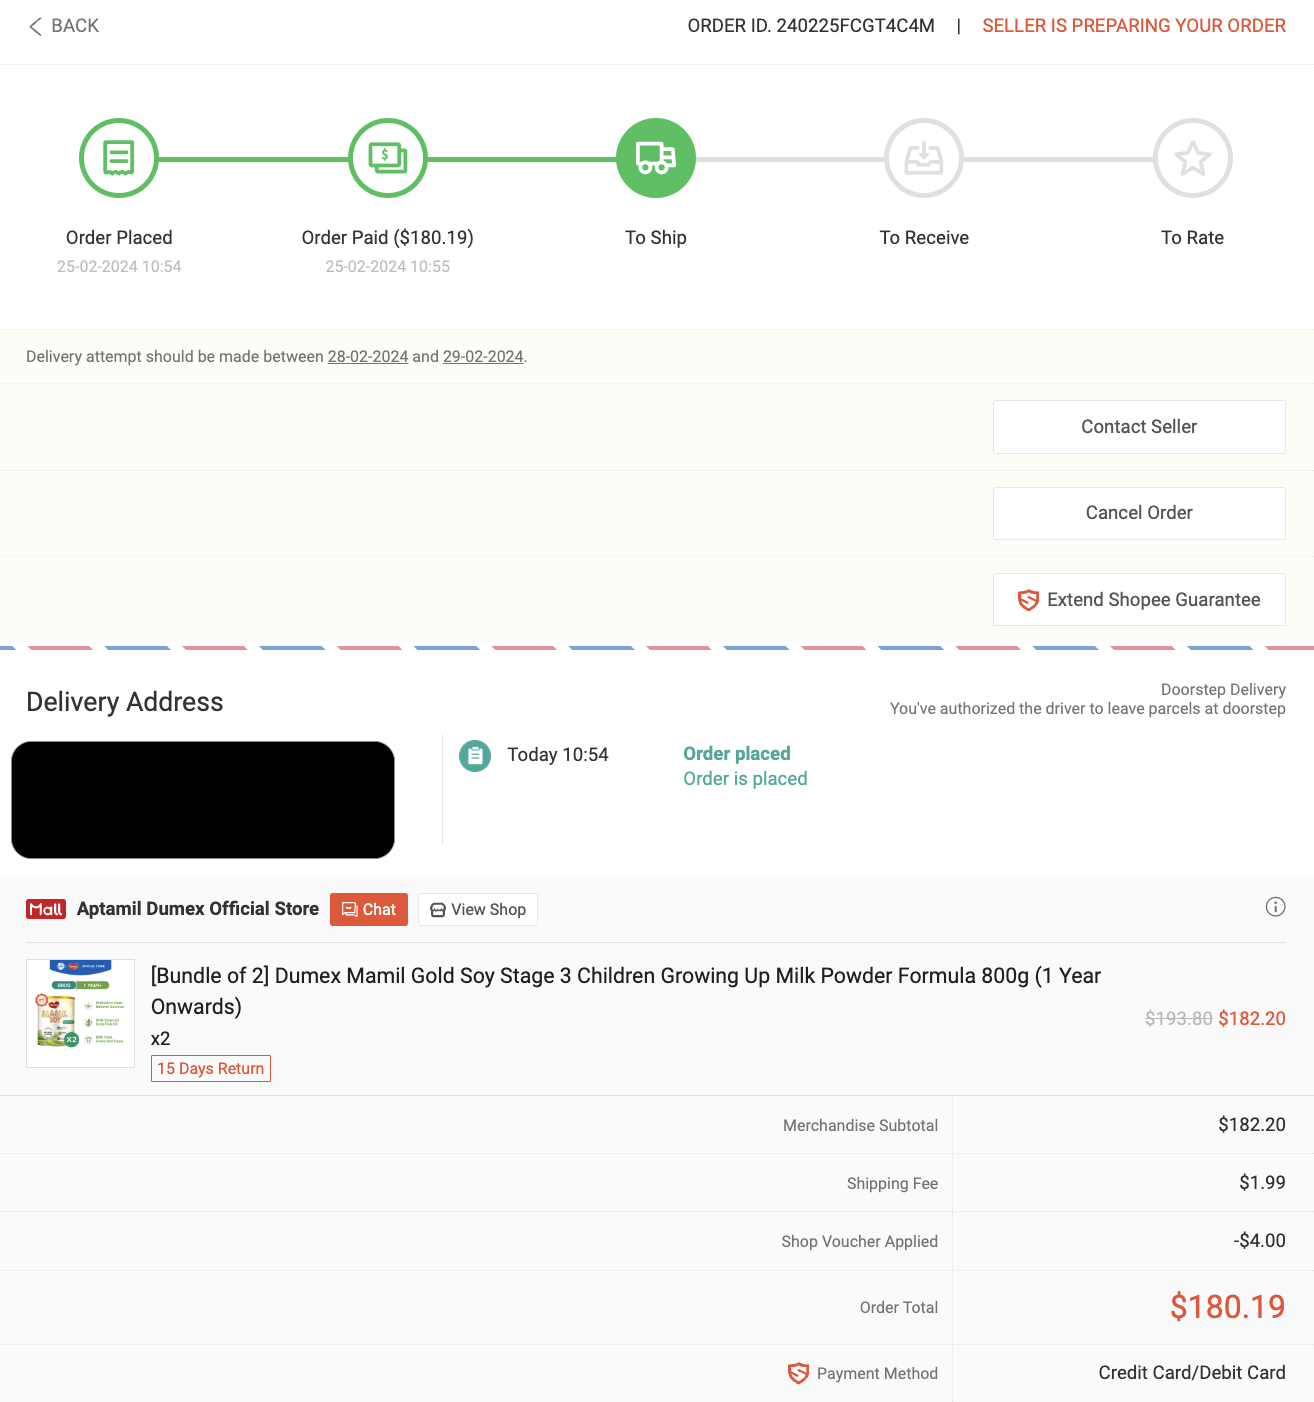 BACK
ORDER ID. 240225FCGT4C4M | SELLER IS PREPARING YOUR ORDER
$
Order Placed
25-02-2024 10:54
Order Paid ($180.19)
25-02-2024 10:55
To Ship
To Receive
To Rate
Delivery attempt should be made between 28-02-2024 and 29-02-2024.
Contact Seller
Cancel Order
Extend Shopee Guarantee
Delivery Address
Doorstep Delivery
You've authorized the driver to leave parcels at doorstep
Today 10:54
Order placed
Order is placed
Mall Aptamil Dumex Official Store Chat View Shop
[Bundle of 2] Dumex Mamil Gold Soy Stage 3 Children Growing Up Milk Powder Formula 800g (1 Year
Onwards)
x2
15 Days Return
$193.80 $182.20
MAMIL
SOY
X2
Merchandise Subtotal $182.20
Shipping Fee $1.99
Shop Voucher Applied -$4.00
Order Total $180.19
Payment Method Credit Card/Debit Card